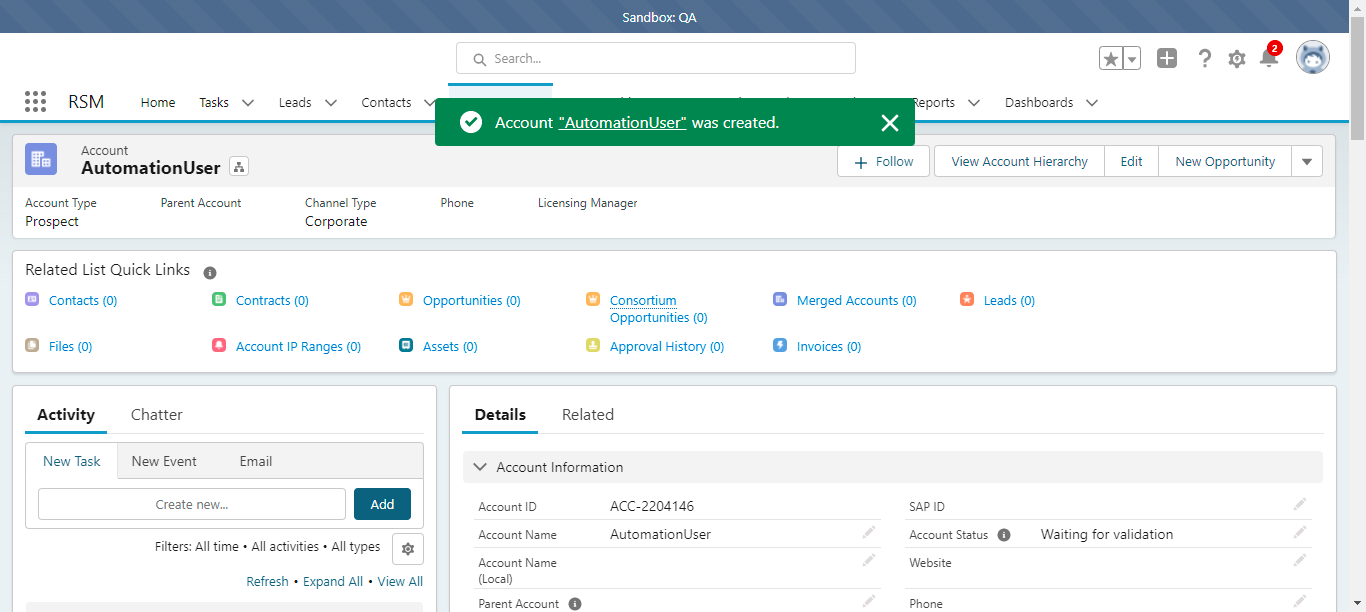 Sandbox: QA
Search...
2
RSM
Home
Tasks
Leads
Contacts
Reports
Dashboards
Account "AutomationUser" was created.
Account
AutomationUser
Follow
View Account Hierarchy
Edit
New Opportunity
Account Type
Parent Account
Channel Type
Phone
Licensing Manager
Prospect
Corporate
Related List Quick Links
Contacts (0)
Contracts (0)
Opportunities (0)
Consortium
Opportunities (0)
Merged Accounts (0)
Leads (0)
Files (0)
Account IP Ranges (0)
Assets (0)
Approval History (0)
Invoices (0)
Activity
Chatter
New Task
New Event
Email
Create new...
Add
Filters: All time • All activities • All types
Refresh • Expand All • View All
Details
Related
Account Information
Account ID
ACC-2204146
SAP ID
Account Name
AutomationUser
Account Status
Waiting for validation
Account Name
(Local)
Website
Parent Account
Phone